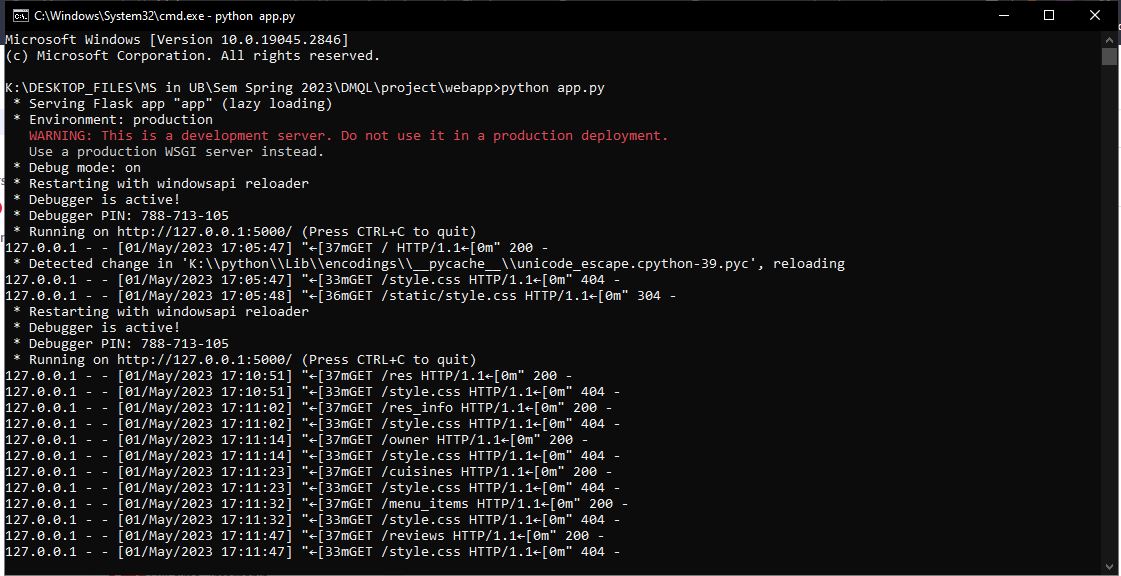 C:\Windows\System32\cmd.exe - python  app.py
Microsoft Windows [Version 10.0.19045.2846]
(c) Microsoft Corporation. All rights reserved.
K:\DESKTOP_FILES\MS in UB\Sem Spring 2023\DMQL\project\webapp>python app.py
 * Serving Flask app "app" (lazy loading)
 * Environment: production
   WARNING: This is a development server. Do not use it in a production deployment.
   Use a production WSGI server instead.
 * Debug mode: on
 * Restarting with windowsapi reloader
 * Debugger is active!
 * Debugger PIN: 788-713-105
 * Running on http://127.0.0.1:5000/ (Press CTRL+C to quit)
127.0.0.1 - - [01/May/2023 17:05:47] "←[37mGET / HTTP/1.1←[0m" 200 -
 * Detected change in 'K:\\python\\Lib\\encodings\\__pycache__\\unicode_escape.cpython-39.pyc', reloading
127.0.0.1 - - [01/May/2023 17:05:47] "←[33mGET /style.css HTTP/1.1←[0m" 404 -
127.0.0.1 - - [01/May/2023 17:05:48] "←[36mGET /static/style.css HTTP/1.1←[0m" 304 -
 * Restarting with windowsapi reloader
 * Debugger is active!
 * Debugger PIN: 788-713-105
 * Running on http://127.0.0.1:5000/ (Press CTRL+C to quit)
127.0.0.1 - - [01/May/2023 17:10:51] "←[37mGET /res HTTP/1.1←[0m" 200 -
127.0.0.1 - - [01/May/2023 17:10:51] "←[33mGET /style.css HTTP/1.1←[0m" 404 -
127.0.0.1 - - [01/May/2023 17:11:02] "←[37mGET /res_info HTTP/1.1←[0m" 200 -
127.0.0.1 - - [01/May/2023 17:11:02] "←[33mGET /style.css HTTP/1.1←[0m" 404 -
127.0.0.1 - - [01/May/2023 17:11:14] "←[37mGET /owner HTTP/1.1←[0m" 200 -
127.0.0.1 - - [01/May/2023 17:11:14] "←[33mGET /style.css HTTP/1.1←[0m" 404 -
127.0.0.1 - - [01/May/2023 17:11:23] "←[37mGET /cuisines HTTP/1.1←[0m" 200 -
127.0.0.1 - - [01/May/2023 17:11:23] "←[33mGET /style.css HTTP/1.1←[0m" 404 -
127.0.0.1 - - [01/May/2023 17:11:32] "←[37mGET /menu_items HTTP/1.1←[0m" 200 -
127.0.0.1 - - [01/May/2023 17:11:32] "←[33mGET /style.css HTTP/1.1←[0m" 404 -
127.0.0.1 - - [01/May/2023 17:11:47] "←[37mGET /reviews HTTP/1.1←[0m" 200 -
127.0.0.1 - - [01/May/2023 17:11:47] "←[33mGET /style.css HTTP/1.1←[0m" 404 -